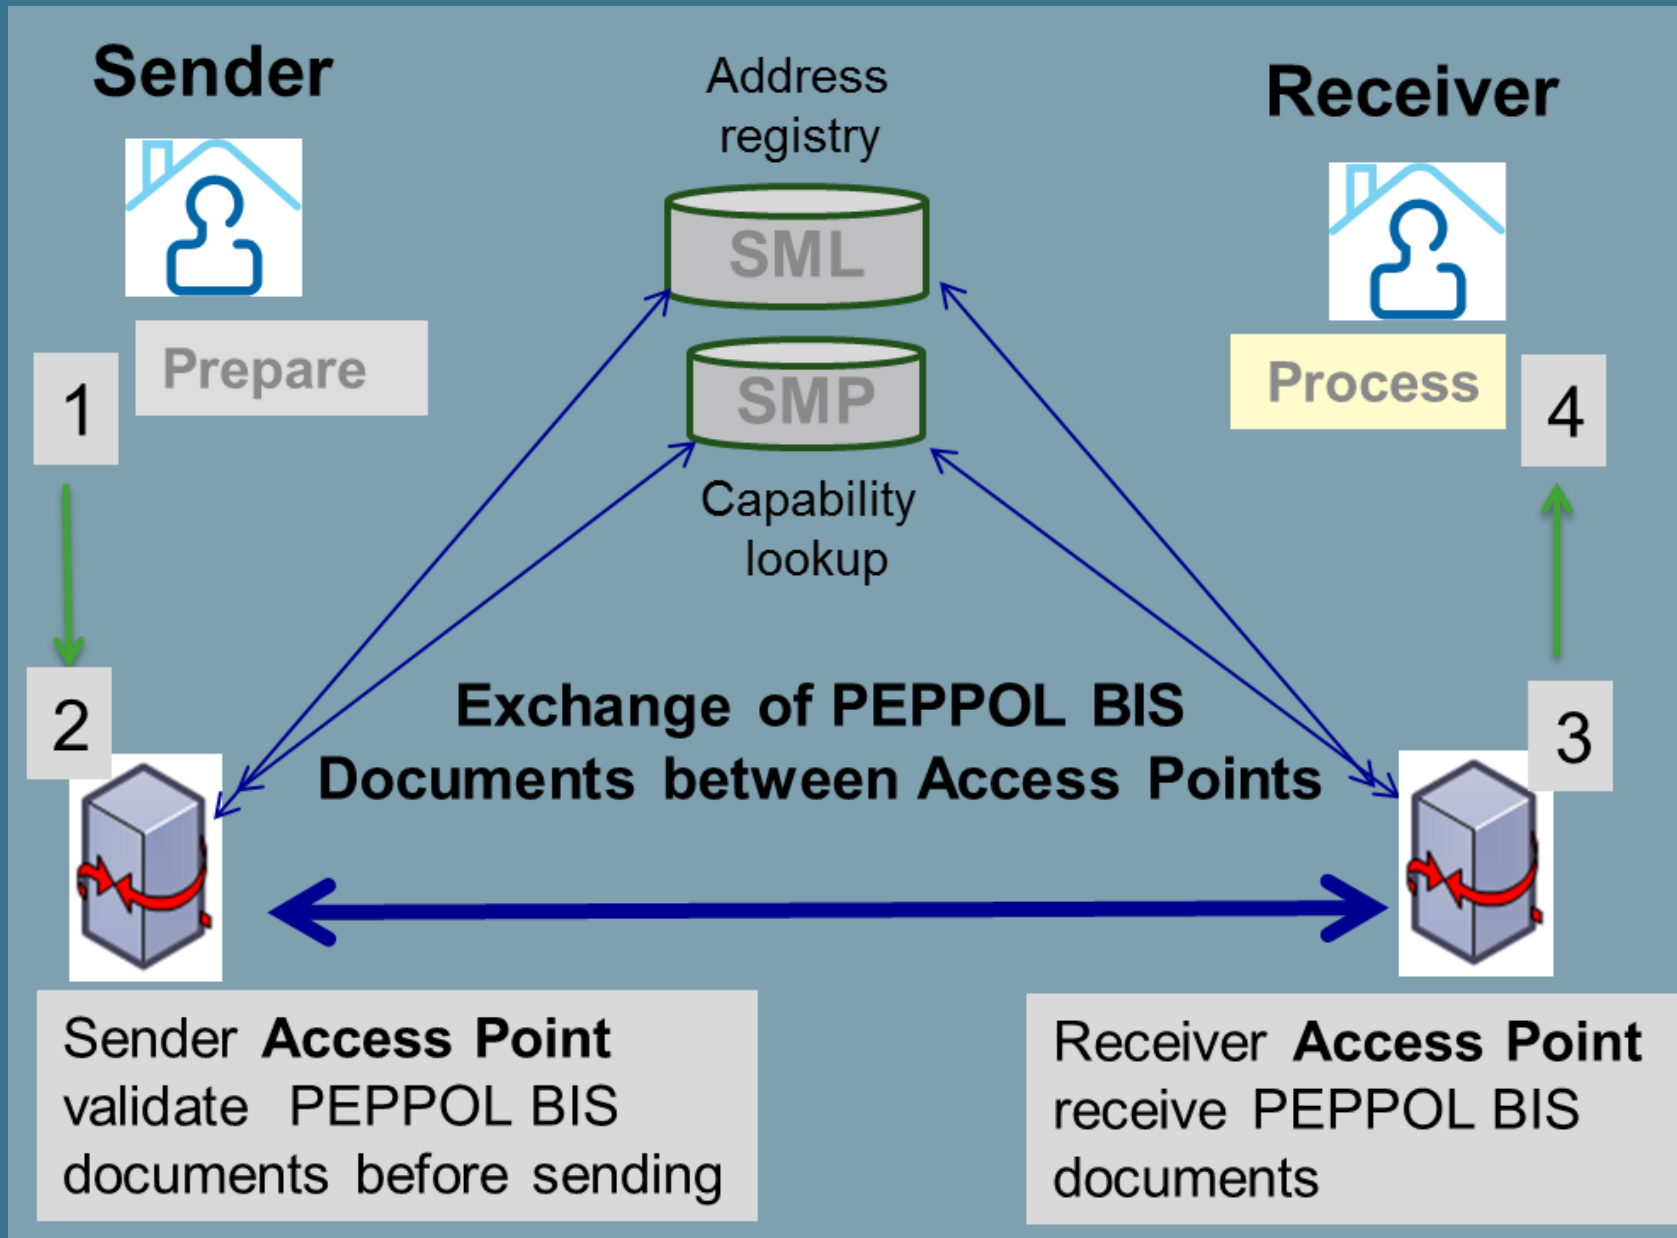 Sender
Address
registry
Receiver
SML
Prepare
1
SMP
Process
4
Capability
lookup
2
Exchange of PEPPOL BIS
Documents between Access Points
3
Sender Access Point
validate PEPPOL BIS
documents before sending
Receiver Access Point
receive PEPPOL BIS
documents